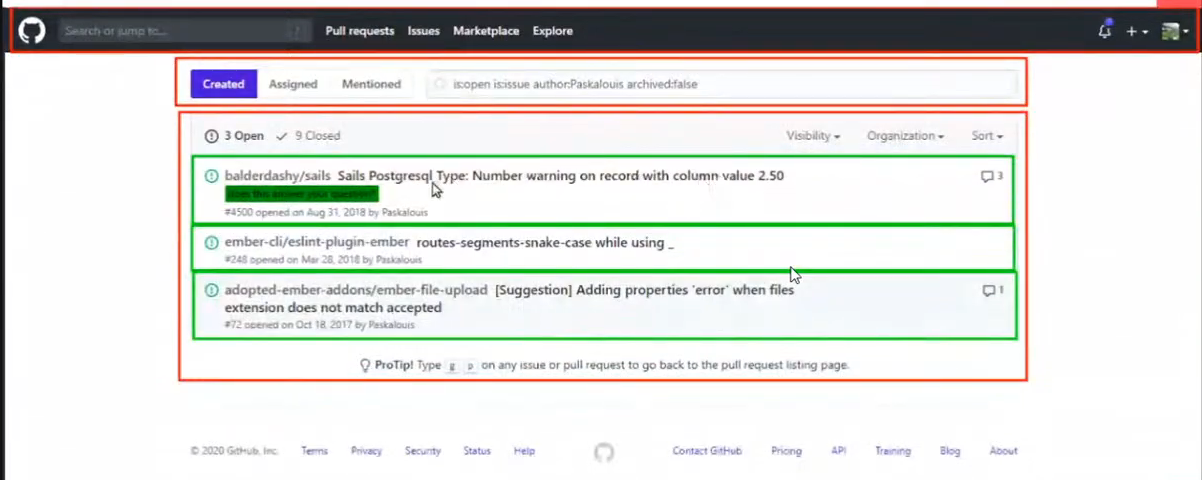 Search or jump to... / Pull requests Issues Marketplace Explore
Created Assigned Mentioned is:open is:issue author:Paskalouis archived:false
3 Open 9 Closed Visibility Organization Sort
balderdashy/sails Sails Postgresql Type: Number warning on record with column value 2.50 3
does this answer your question?
#4500 opened on Aug 31, 2018 by Paskalouis
ember-cli/eslint-plugin-ember routes-segments-snake-case while using _
#248 opened on Mar 28, 2018 by Paskalouis
adopted-ember-addons/ember-file-upload [Suggestion] Adding properties `error` when files 1
extension does not match accepted
#72 opened on Oct 18, 2017 by Paskalouis
ProTip! Type g p on any issue or pull request to go back to the pull request listing page.
© 2020 GitHub, Inc. Terms Privacy Security Status Help Contact GitHub Pricing API Training Blog About